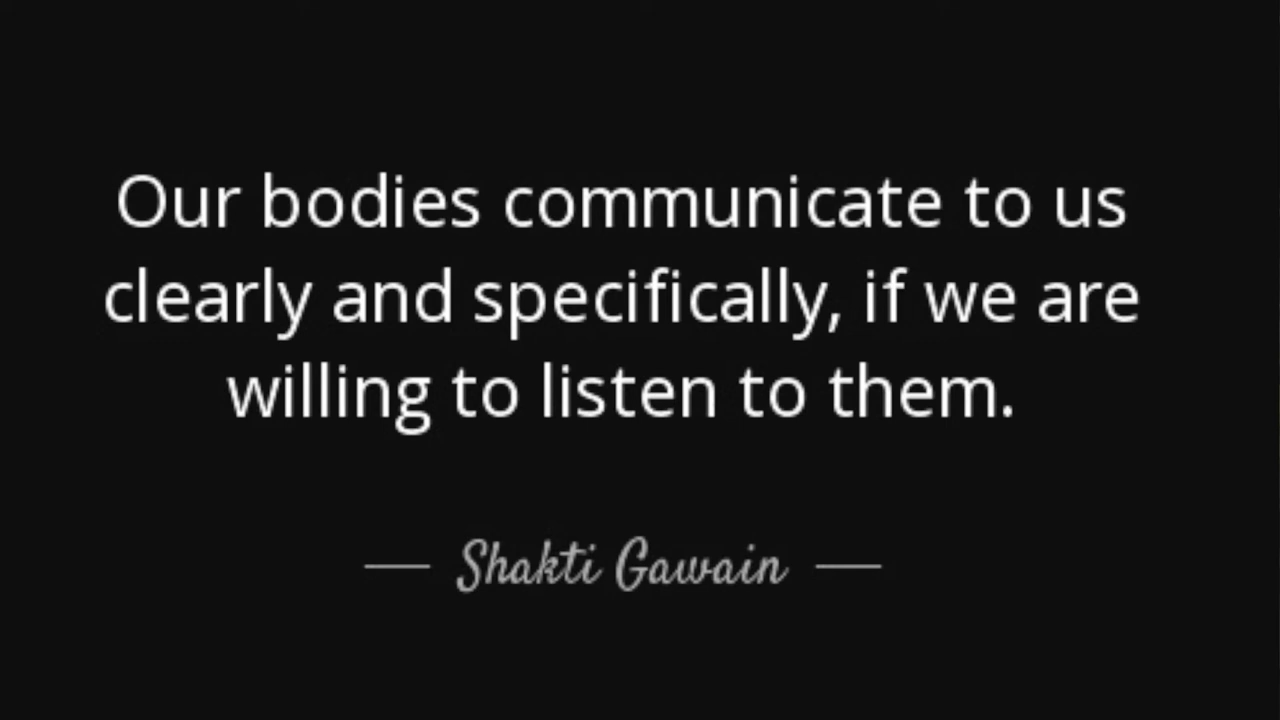 Our bodies communicate to us
clearly and specifically, if we are
willing to listen to them.
Shakti Gawain